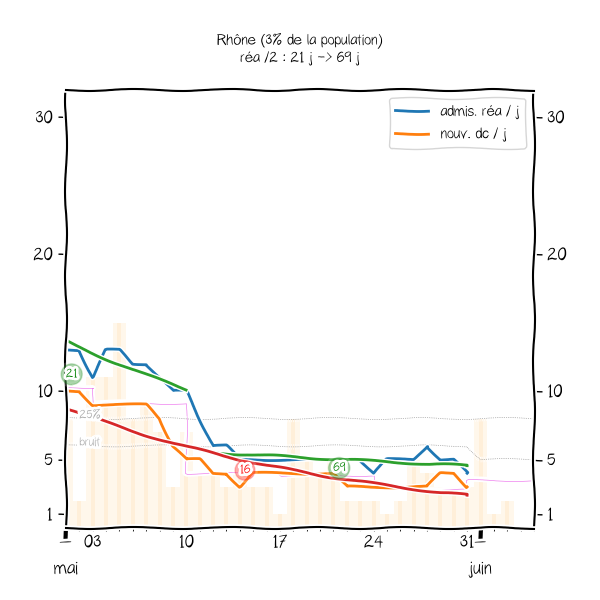 Rhône (3% de la population)
réa /2 : 21 j -> 69 j
admis. réa / j
nouv. dc / j
30
30
20
20
21
10
10
25%
bruit
5
69
16
5
1
1
03
10
17
24
31
mai
juin